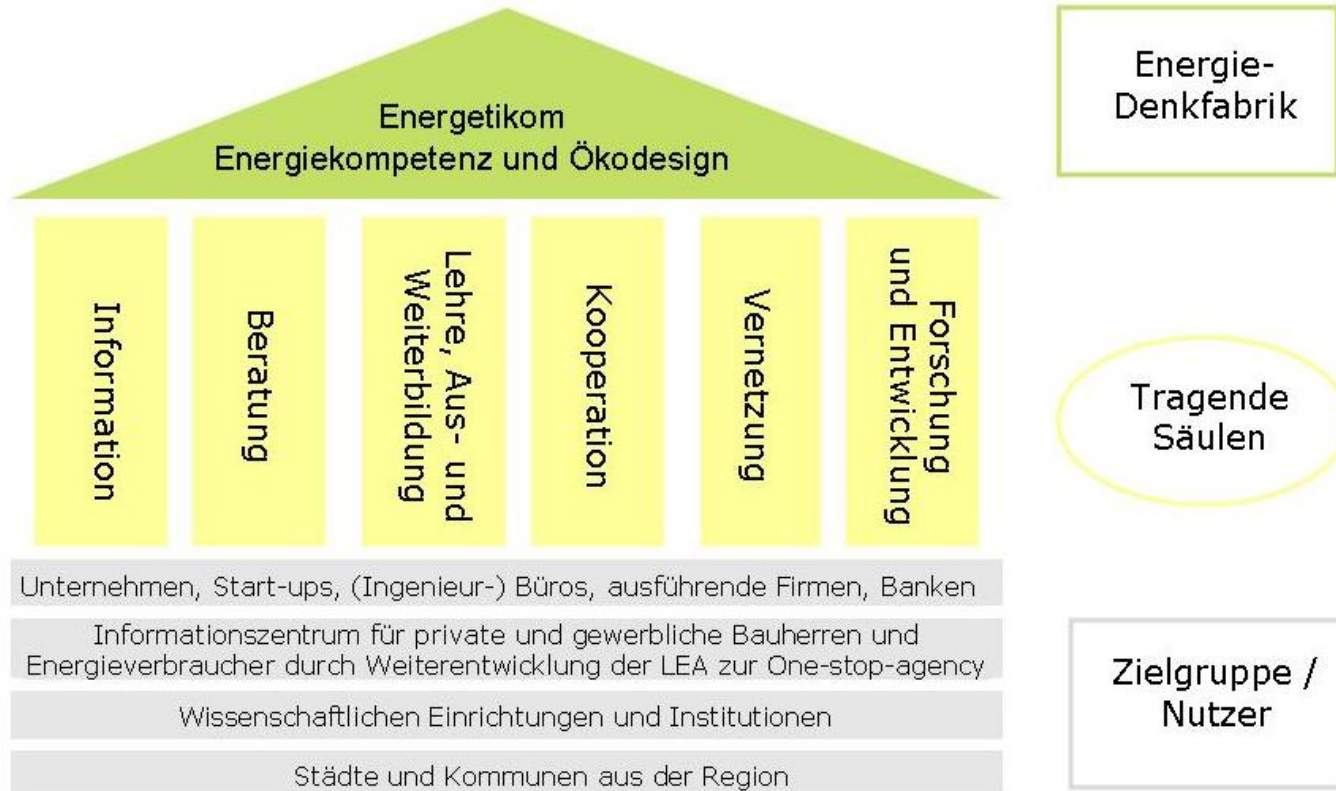 Energetikom
Energiekompetenz und Ökodesign
Energie-
Denkfabrik
Information
Beratung
Lehre, Aus- und
Weiterbildung
Kooperation
Vernetzung
Forschung
und Entwicklung
Tragende
Säulen
Unternehmen, Start-ups, (Ingenieur-) Büros, ausführende Firmen, Banken
Informationszentrum für private und gewerbliche Bauherren und
Energieverbraucher durch Weiterentwicklung der LEA zur One-stop-agency
Wissenschaftlichen Einrichtungen und Institutionen
Städte und Kommunen aus der Region
Zielgruppe /
Nutzer